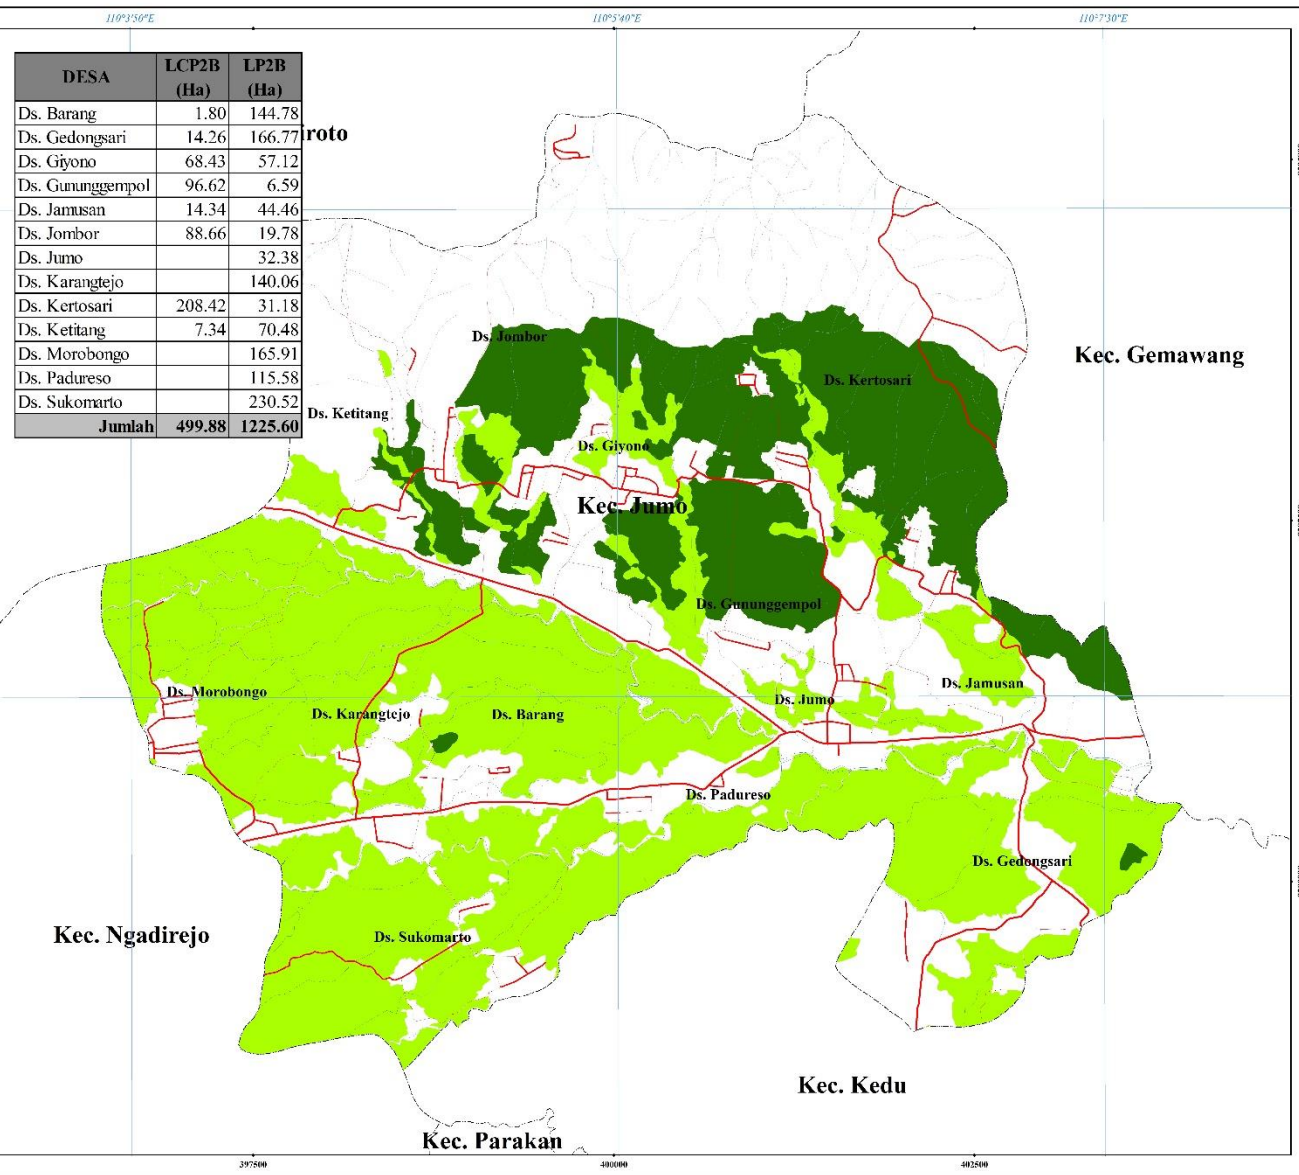 110°3'50"E 110°5'40"E 110°7'30"E
DESA LCP2B (Ha) LP2B (Ha)
Ds. Barang 1.80 144.78
Ds. Gedongsari 14.26 166.77
Ds. Giyono 68.43 57.12
Ds. Gununggempol 96.62 6.59
Ds. Jamusan 14.34 44.46
Ds. Jombor 88.66 19.78
Ds. Jumo 32.38
Ds. Karangtejo 140.06
Ds. Kertosari 208.42 31.18
Ds. Ketitang 7.34 70.48
Ds. Morobongo 165.91
Ds. Padureso 115.58
Ds. Sukomarto 230.52
Jumlah 499.88 1225.60
iroto
Ds. Jombor
Kec. Gemawang
Ds. Kertosari
Ds. Ketitang
Ds. Giyono
Kec. Jumo
Ds. Gununggempol
Ds. Jamusan
Ds. Morobongo
Ds. Jumo
Ds. Karangtejo
Ds. Barang
Ds. Padureso
Ds. Gedongsari
Kec. Ngadirejo
Ds. Sukomarto
Kec. Kedu
Kec. Parakan
397500 400000 402500